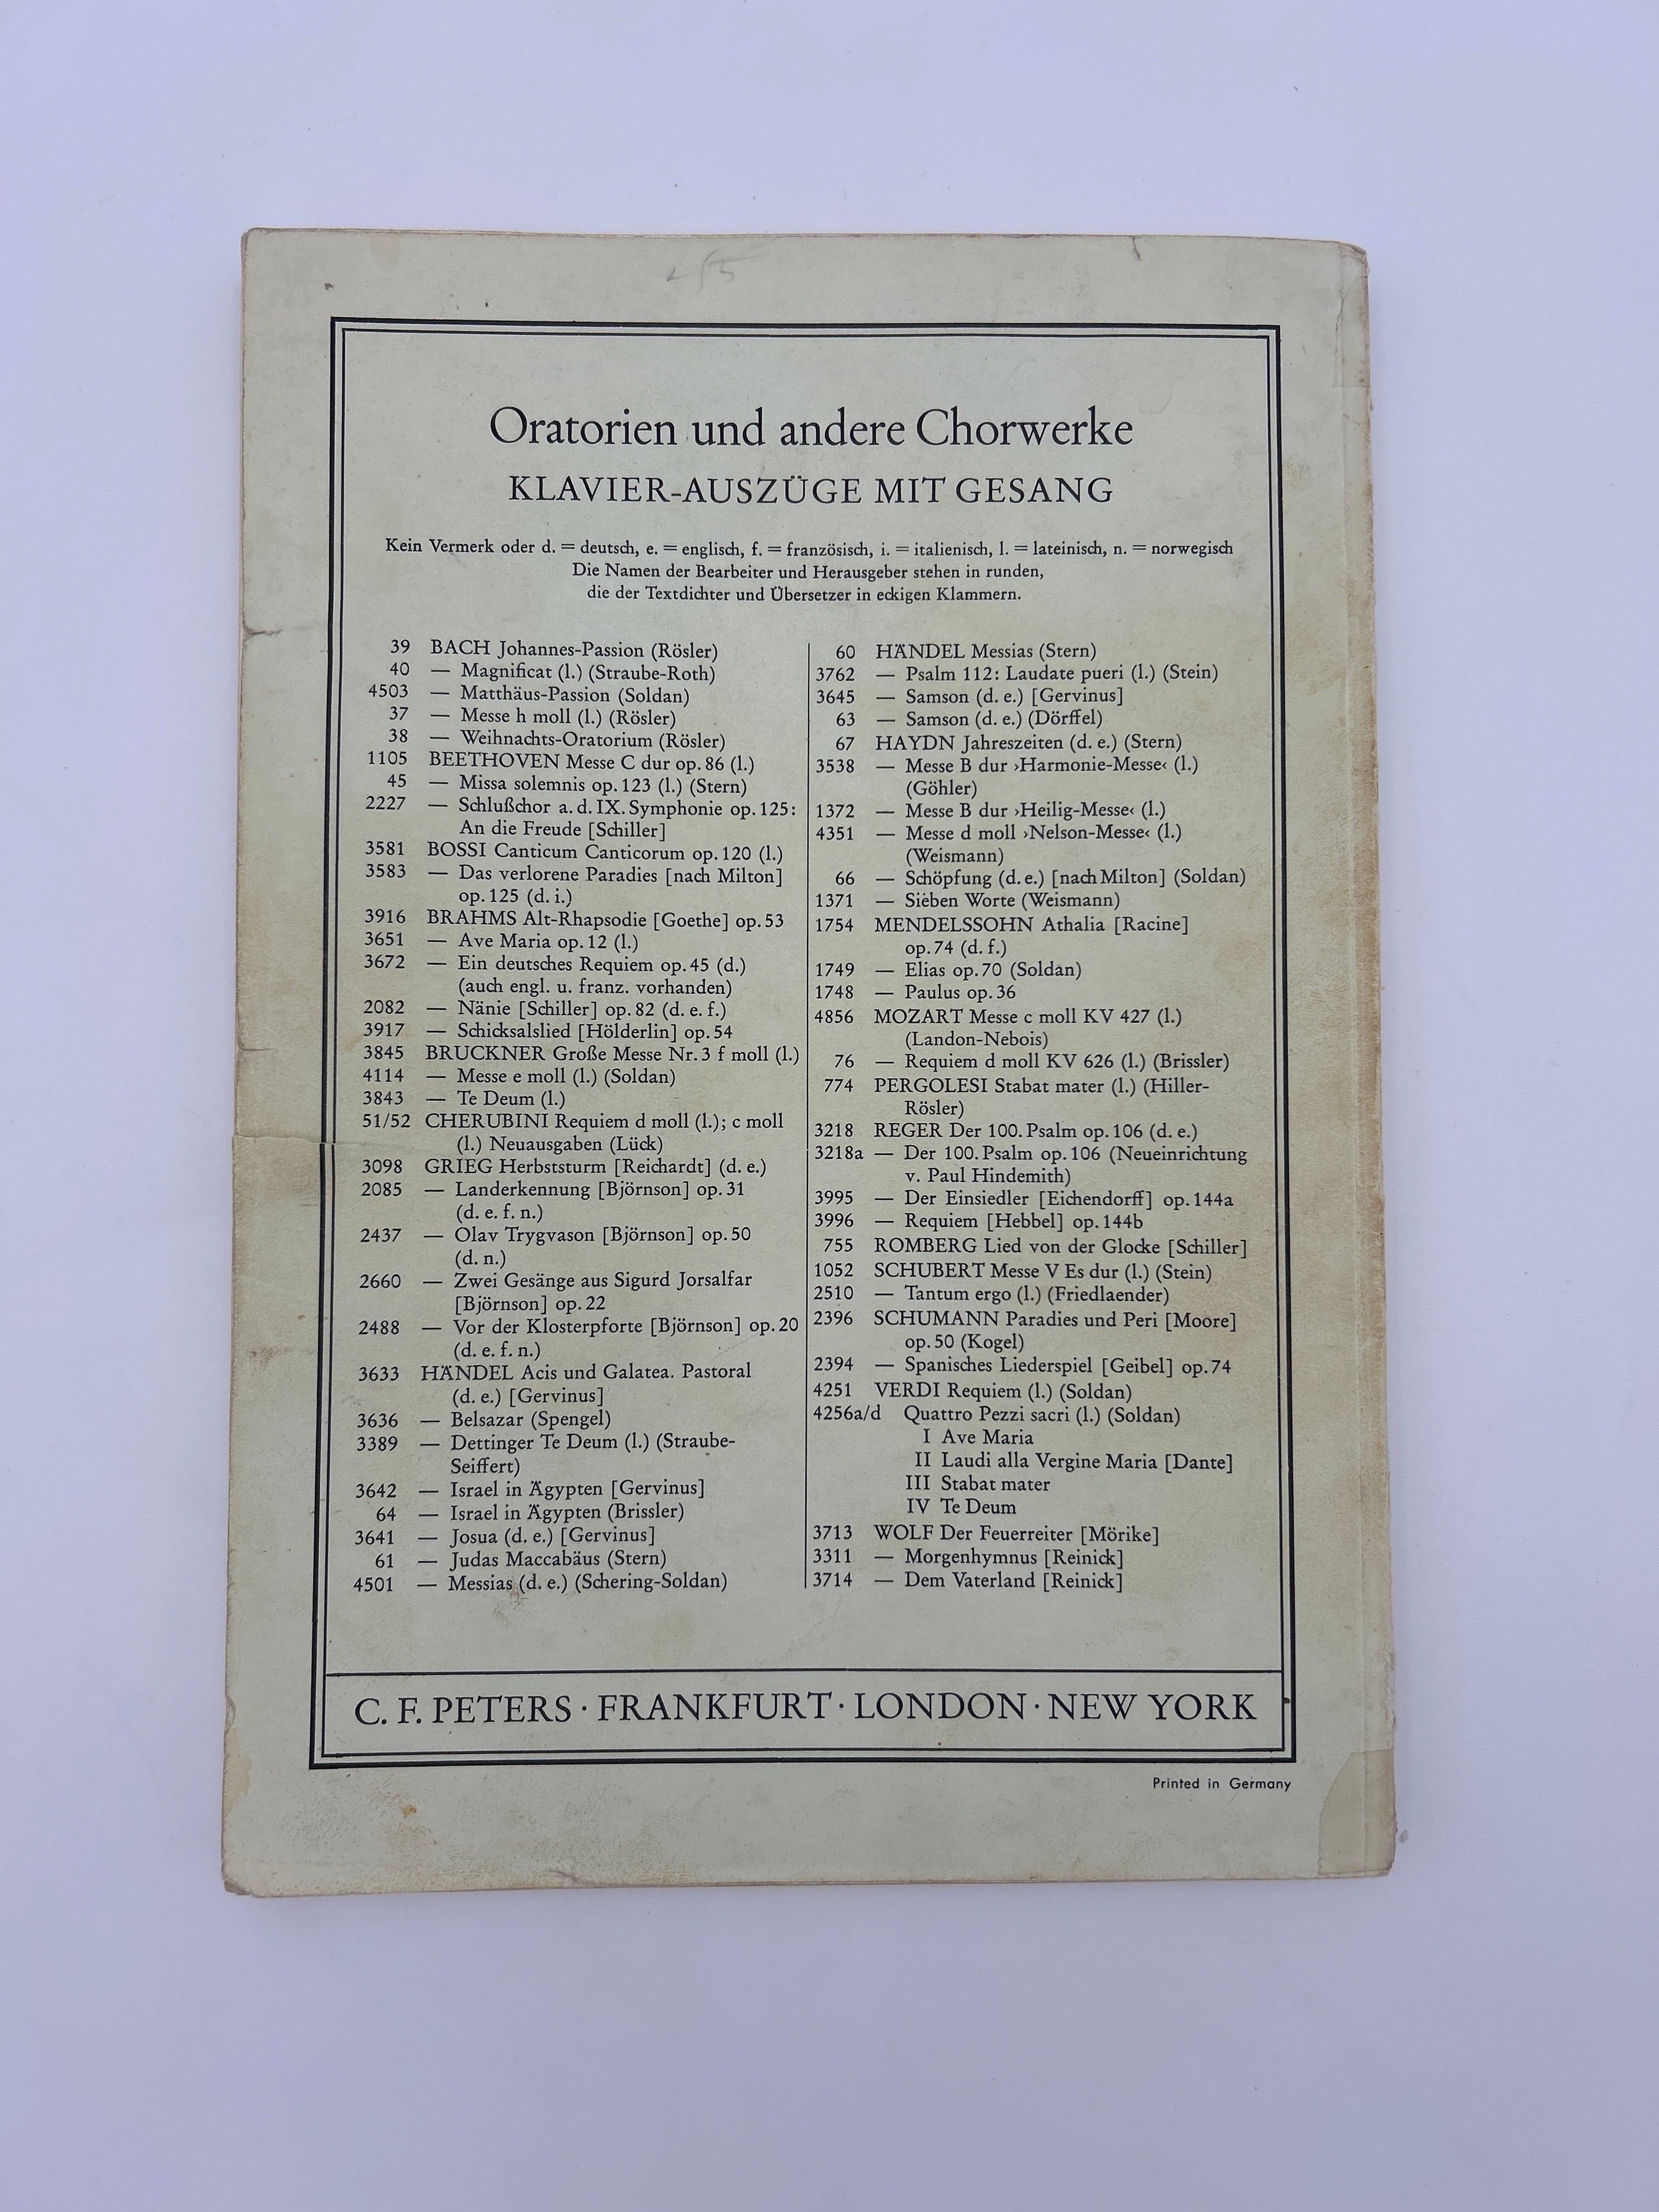 Oratorien und andere Chorwerke
KLAVIER-AUSZÜGE MIT GESANG
Kein Vermerk oder d. = deutsch, e. = englisch, f. = französisch, i. = italienisch, l. = lateinisch, n. = norwegisch
Die Namen der Bearbeiter und Herausgeber stehen in runden,
die der Textdichter und Übersetzer in eckigen Klammern.
39 BACH Johannes-Passion (Rösler)
40 — Magnificat (l.) (Straube-Roth)
4503 — Matthäus-Passion (Soldan)
37 — Messe h moll (l.) (Rösler)
38 — Weihnachts-Oratorium (Rösler)
1105 BEETHOVEN Messe C dur op. 86 (l.)
45 — Missa solemnis op. 123 (l.) (Stern)
2227 — Schlußchor a. d. IX. Symphonie op. 125:
An die Freude [Schiller]
3581 BOSSI Canticum Canticorum op. 120 (l.)
3583 — Das verlorene Paradies [nach Milton]
op. 125 (d. i.)
3916 BRAHMS Alt-Rhapsodie [Goethe] op. 53
3651 — Ave Maria op. 12 (l.)
3672 — Ein deutsches Requiem op. 45 (d.)
(auch engl. u. franz. vorhanden)
2082 — Nänie [Schiller] op. 82 (d. e. f.)
3917 — Schicksalslied [Hölderlin] op. 54
3845 BRUCKNER Große Messe Nr. 3 f moll (l.)
4114 — Messe e moll (l.) (Soldan)
3843 — Te Deum (l.)
51/52 CHERUBINI Requiem d moll (l.); c moll
(l.) Neuausgaben (Lück)
3098 GRIEG Herbststurm [Reichardt] (d. e.)
2085 — Landerkennung [Björnson] op. 31
(d. e. f. n.)
2437 — Olav Trygvason [Björnson] op. 50
(d. n.)
2660 — Zwei Gesänge aus Sigurd Jorsalfar
[Björnson] op. 22
2488 — Vor der Klosterpforte [Björnson] op. 20
(d. e. f. n.)
3633 HÄNDEL Acis und Galatea. Pastoral
(d. e.) [Gervinus]
3636 — Belsazar (Spengel)
3389 — Dettinger Te Deum (l.) (Straube-
Seiffert)
3642 — Israel in Ägypten [Gervinus]
64 — Israel in Ägypten (Brissler)
3641 — Josua (d. e.) [Gervinus]
61 — Judas Maccabäus (Stern)
4501 — Messias (d. e.) (Schering-Soldan)
60 HÄNDEL Messias (Stern)
3762 — Psalm 112: Laudate pueri (l.) (Stein)
3645 — Samson (d. e.) [Gervinus]
63 — Samson (d. e.) (Dörffel)
67 HAYDN Jahreszeiten (d. e.) (Stern)
3538 — Messe B dur ›Harmonie-Messe‹ (l.)
(Göhler)
1372 — Messe B dur ›Heilig-Messe‹ (l.)
4351 — Messe d moll ›Nelson-Messe‹ (l.)
(Weismann)
66 — Schöpfung (d. e.) [nach Milton] (Soldan)
1371 — Sieben Worte (Weismann)
1754 MENDELSSOHN Athalia [Racine]
op. 74 (d. f.)
1749 — Elias op. 70 (Soldan)
1748 — Paulus op. 36
4856 MOZART Messe c moll KV 427 (l.)
(Landon-Nebois)
76 — Requiem d moll KV 626 (l.) (Brissler)
774 PERGOLESI Stabat mater (l.) (Hiller-
Rösler)
3218 REGER Der 100. Psalm op. 106 (d. e.)
3218a — Der 100. Psalm op. 106 (Neueinrichtung
v. Paul Hindemith)
3995 — Der Einsiedler [Eichendorff] op. 144a
3996 — Requiem [Hebbel] op. 144b
755 ROMBERG Lied von der Glocke [Schiller]
1052 SCHUBERT Messe V Es dur (l.) (Stein)
2510 — Tantum ergo (l.) (Friedlaender)
2396 SCHUMANN Paradies und Peri [Moore]
op. 50 (Kogel)
2394 — Spanisches Liederspiel [Geibel] op. 74
4251 VERDI Requiem (l.) (Soldan)
4256a/d Quattro Pezzi sacri (l.) (Soldan)
I Ave Maria
II Laudi alla Vergine Maria [Dante]
III Stabat mater
IV Te Deum
3713 WOLF Der Feuerreiter [Mörike]
3311 — Morgenhymnus [Reinick]
3714 — Dem Vaterland [Reinick]
C. F. PETERS · FRANKFURT · LONDON · NEW YORK
Printed in Germany